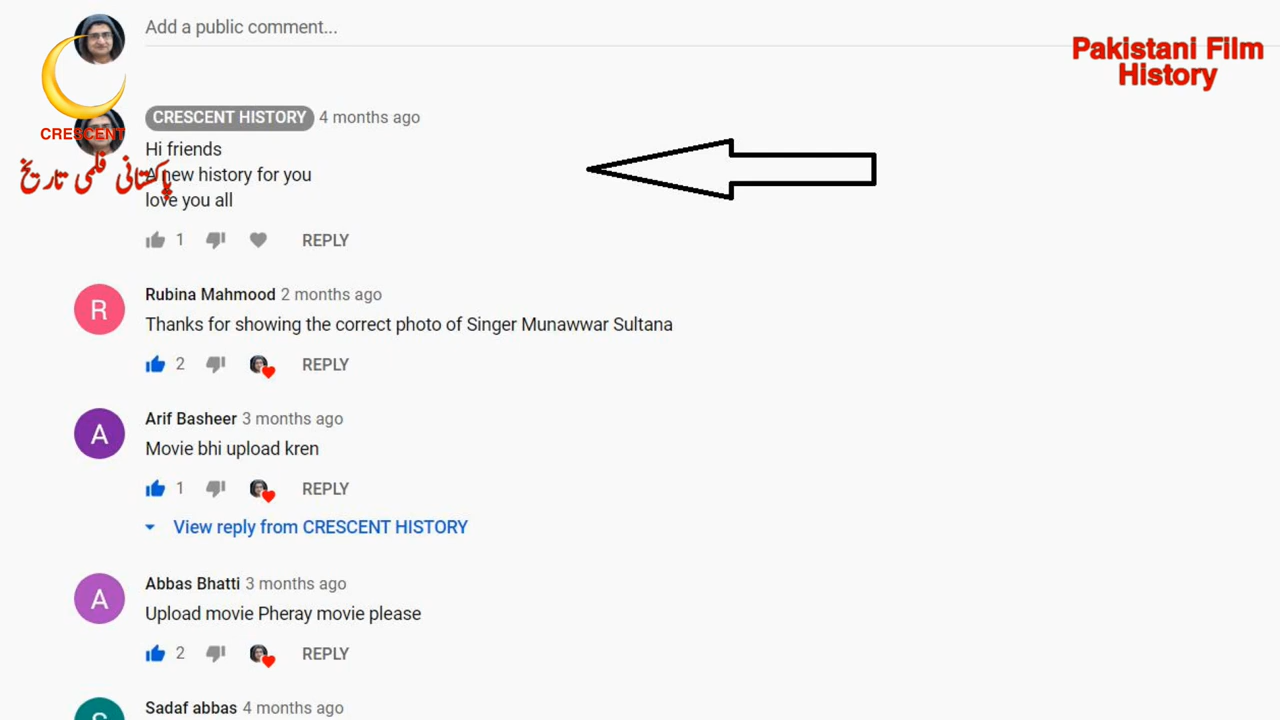 Add a public comment...
Pakistani Film
History
CRESCENT
پاکستانی فلمی تاریخ
CRESCENT HISTORY 4 months ago
Hi friends
A new history for you
love you all
1 REPLY
Rubina Mahmood 2 months ago
Thanks for showing the correct photo of Singer Munawwar Sultana
2 REPLY
Arif Basheer 3 months ago
Movie bhi upload kren
1 REPLY
View reply from CRESCENT HISTORY
Abbas Bhatti 3 months ago
Upload movie Pheray movie please
2 REPLY
Sadaf abbas 4 months ago
R
A
A
S